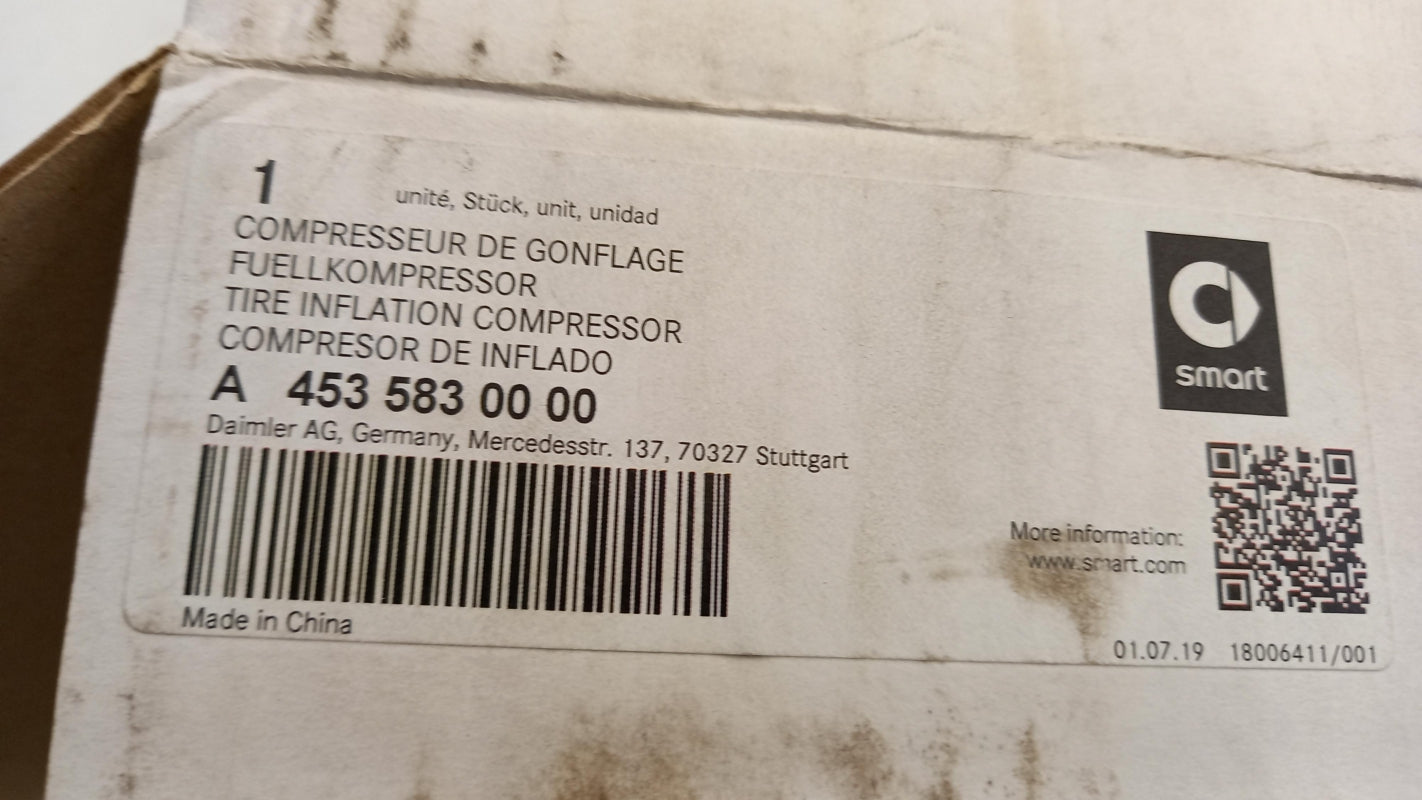 1 unité, Stück, unit, unidad
COMPRESSEUR DE GONFLAGE
FUELLKOMPRESSOR
TIRE INFLATION COMPRESSOR
COMPRESOR DE INFLADO
A 453 583 00 00
Daimler AG, Germany, Mercedesstr. 137, 70327 Stuttgart
Made in China
smart
More information:
www.smart.com
01.07.19 18006411/001